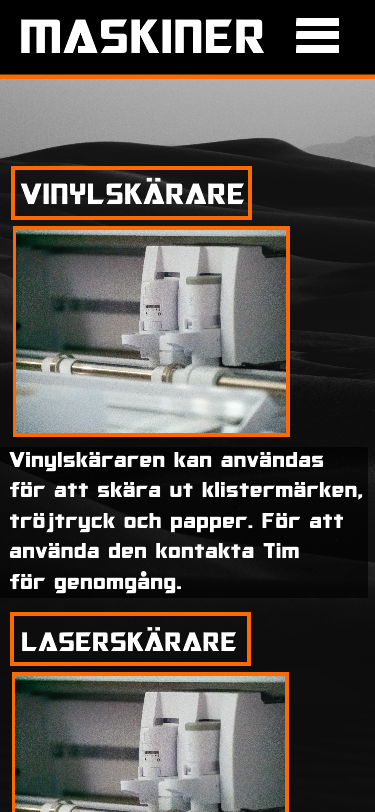 MASKINER
VINYLSKÄRARE
Vinylskäraren kan användas
för att skära ut klistermärken,
tröjtryck och papper. För att
använda den kontakta Tim
för genomgång.
LASERSKÄRARE